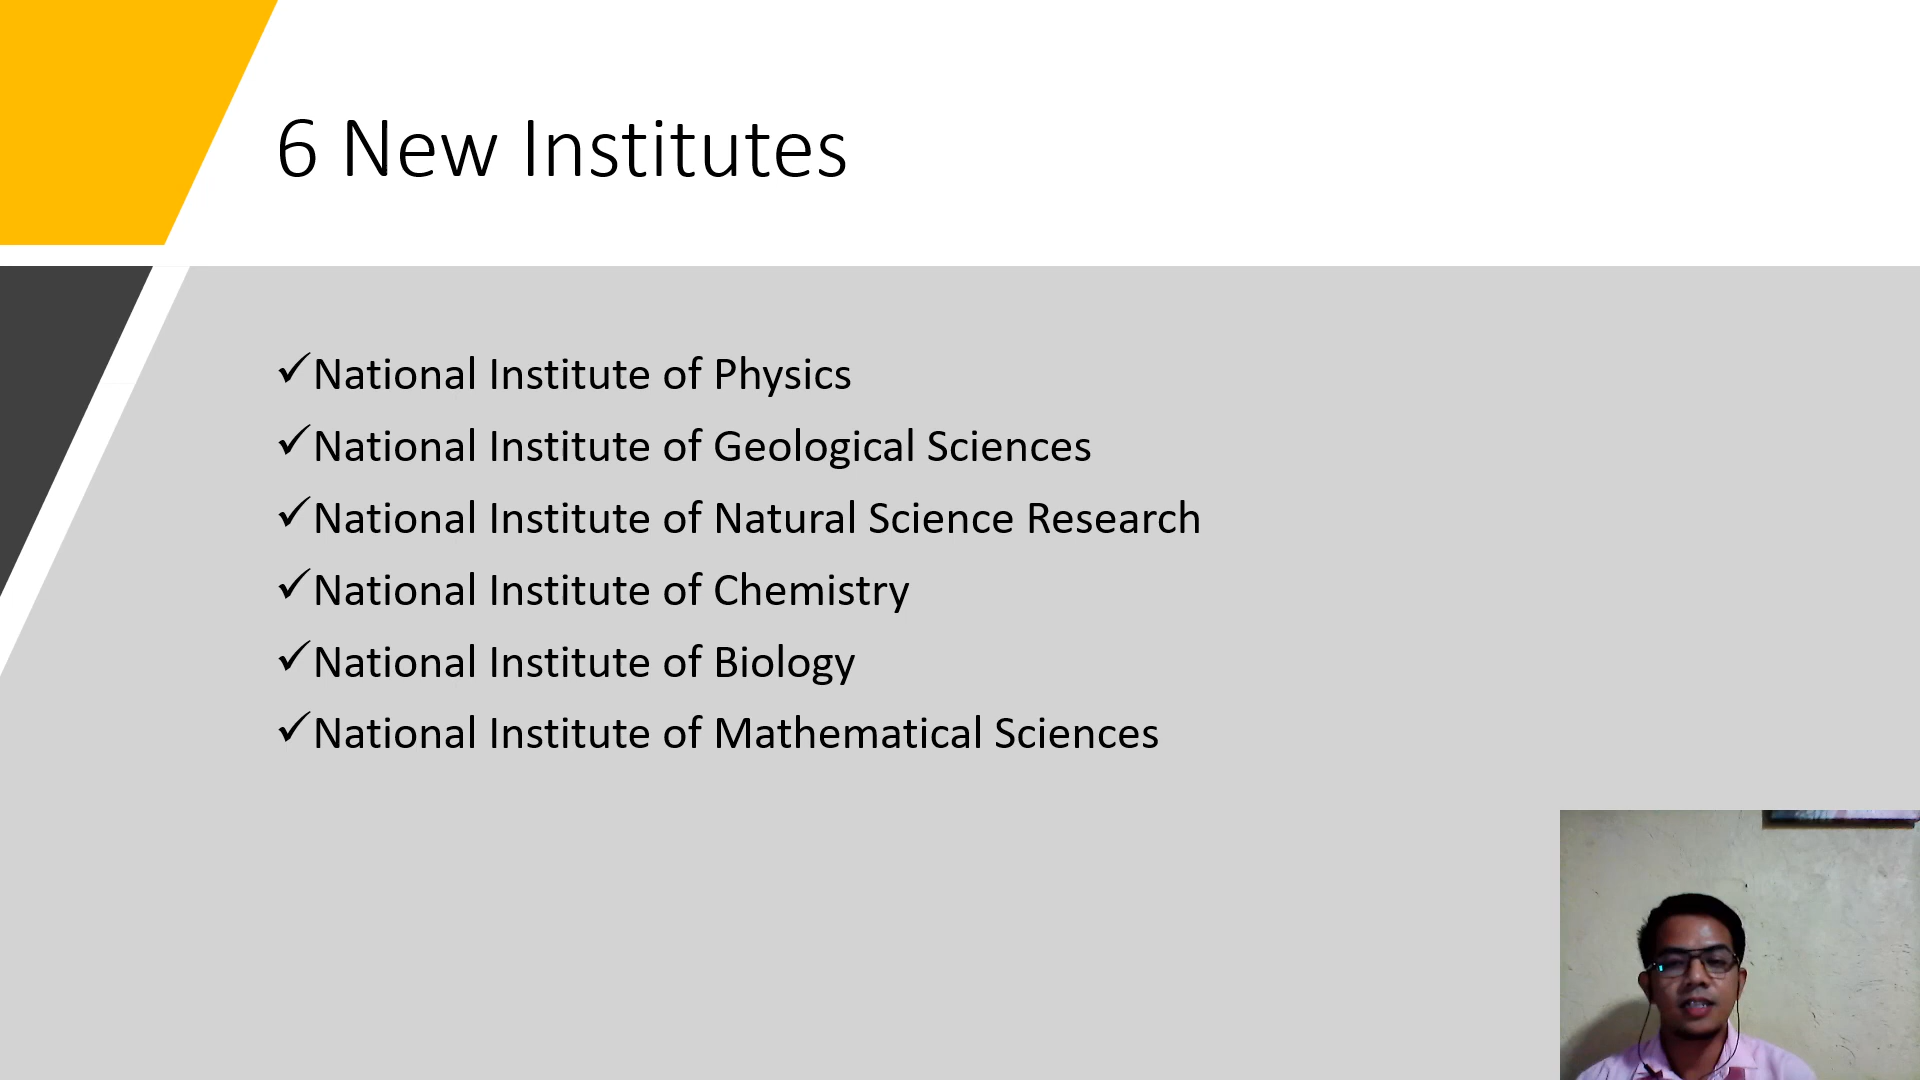 6 New Institutes
✓National Institute of Physics
✓National Institute of Geological Sciences
✓National Institute of Natural Science Research
✓National Institute of Chemistry
✓National Institute of Biology
✓National Institute of Mathematical Sciences